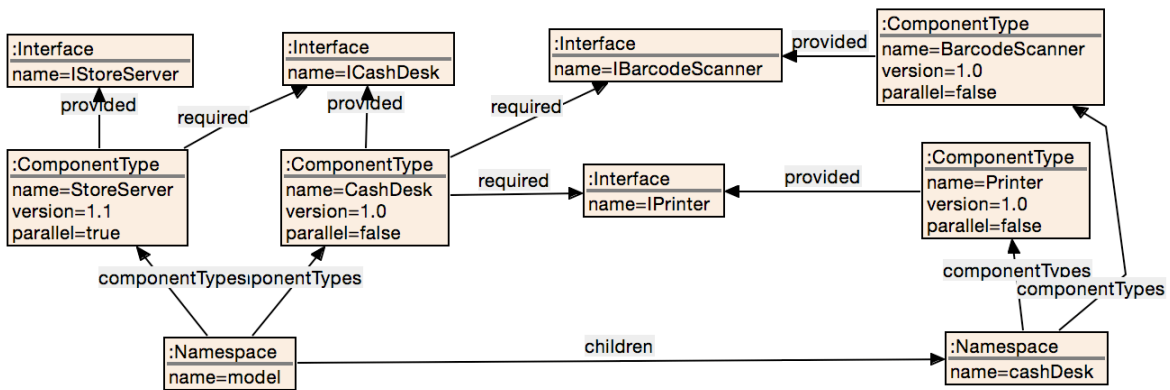 :Interface
name=IStoreServer
:Interface
name=ICashDesk
:Interface
name=IBarcodeScanner
provided
:ComponentType
name=BarcodeScanner
version=1.0
parallel=false
provided
required
provided
required
:ComponentType
name=StoreServer
version=1.1
parallel=true
:ComponentType
name=CashDesk
version=1.0
parallel=false
required
:Interface
name=IPrinter
provided
:ComponentType
name=Printer
version=1.0
parallel=false
componentTypes
ponentTypes
componentTypes
componentTypes
:Namespace
name=model
children
:Namespace
name=cashDesk